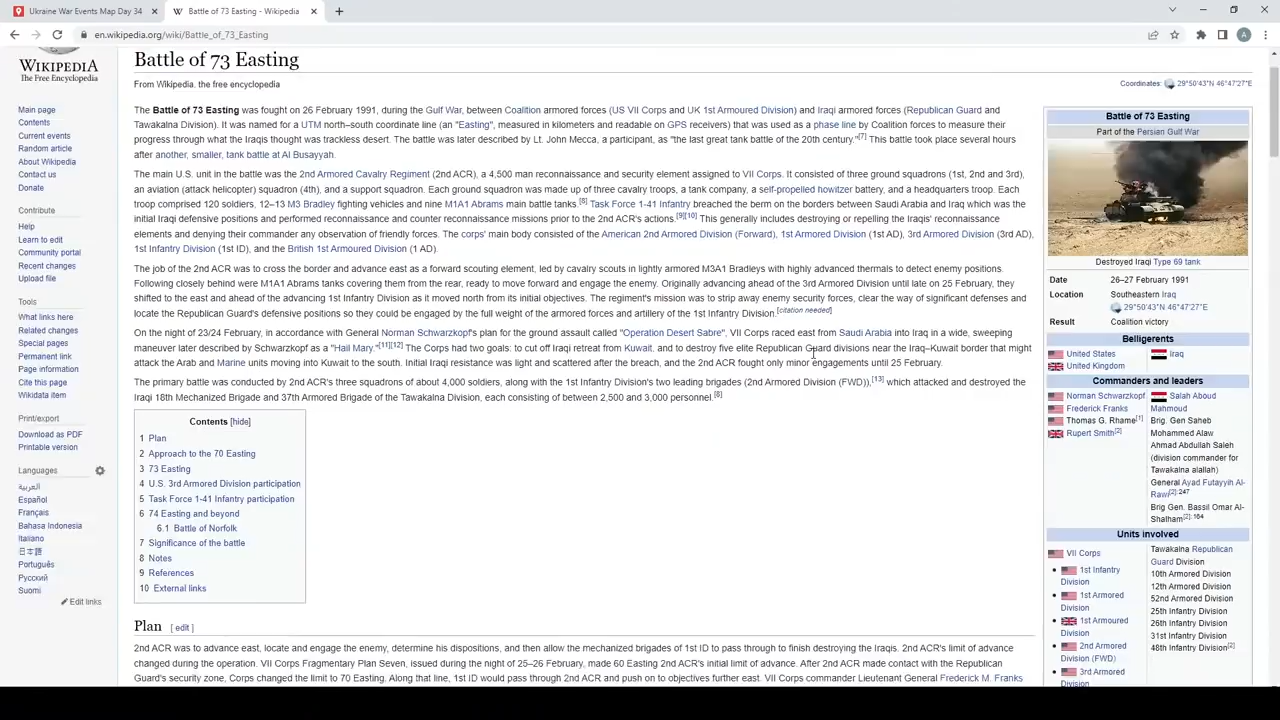 Ukraine War Events Map Day 34
Battle of 73 Easting - Wikipedia
en.wikipedia.org/wiki/Battle_of_73_Easting
A
WIKIPEDIA
The Free Encyclopedia
Main page
Contents
Current events
Random article
About Wikipedia
Contact us
Donate
Contribute
Help
Learn to edit
Community portal
Recent changes
Upload file
Tools
What links here
Related changes
Special pages
Permanent link
Page information
Cite this page
Wikidata item
Print/export
Download as PDF
Printable version
Languages
العربية
Español
Français
Bahasa Indonesia
Italiano
日本語
Português
Русский
Suomi
Edit links
Battle of 73 Easting
From Wikipedia, the free encyclopedia
Coordinates: 29°50′43″N 46°47′27″E
The Battle of 73 Easting was fought on 26 February 1991, during the Gulf War, between Coalition armored forces (US VII Corps and UK 1st Armoured Division) and Iraqi armored forces (Republican Guard and
Tawakalna Division). It was named for a UTM north–south coordinate line (an "Easting", measured in kilometers and readable on GPS receivers) that was used as a phase line by Coalition forces to measure their
progress through what the Iraqis thought was trackless desert. The battle was later described by Lt. John Mecca, a participant, as "the last great tank battle of the 20th century."[7] This battle took place several hours
after another, smaller, tank battle at Al Busayyah.
The main U.S. unit in the battle was the 2nd Armored Cavalry Regiment (2nd ACR), a 4,500 man reconnaissance and security element assigned to VII Corps. It consisted of three ground squadrons (1st, 2nd and 3rd),
an aviation (attack helicopter) squadron (4th), and a support squadron. Each ground squadron was made up of three cavalry troops, a tank company, a self-propelled howitzer battery, and a headquarters troop. Each
troop comprised 120 soldiers, 12–13 M3 Bradley fighting vehicles and nine M1A1 Abrams main battle tanks.[8] Task Force 1-41 Infantry breached the berm on the borders between Saudi Arabia and Iraq which was the
initial Iraqi defensive positions and performed reconnaissance and counter reconnaissance missions prior to the 2nd ACR's actions.[9][10] This generally includes destroying or repelling the Iraqis' reconnaissance
elements and denying their commander any observation of friendly forces. The corps' main body consisted of the American 2nd Armored Division (Forward), 1st Armored Division (1st AD), 3rd Armored Division (3rd AD),
1st Infantry Division (1st ID), and the British 1st Armoured Division (1 AD).
The job of the 2nd ACR was to cross the border and advance east as a forward scouting element, led by cavalry scouts in lightly armored M3A1 Bradleys with highly advanced thermals to detect enemy positions.
Following closely behind were M1A1 Abrams tanks covering them from the rear, ready to move forward and engage the enemy. Originally advancing ahead of the 3rd Armored Division until late on 25 February, they
shifted to the east and ahead of the advancing 1st Infantry Division as it moved north from its initial objectives. The regiment's mission was to strip away enemy security forces, clear the way of significant defenses and
locate the Republican Guard's defensive positions so they could be engaged by the full weight of the armored forces and artillery of the 1st Infantry Division.[citation needed]
On the night of 23/24 February, in accordance with General Norman Schwarzkopf's plan for the ground assault called "Operation Desert Sabre", VII Corps raced east from Saudi Arabia into Iraq in a wide, sweeping
maneuver later described by Schwarzkopf as a "Hail Mary."[11][12] The Corps had two goals: to cut off Iraqi retreat from Kuwait, and to destroy five elite Republican Guard divisions near the Iraq–Kuwait border that might
attack the Arab and Marine units moving into Kuwait to the south. Initial Iraqi resistance was light and scattered after the breach, and the 2nd ACR fought only minor engagements until 25 February.
The primary battle was conducted by 2nd ACR's three squadrons of about 4,000 soldiers, along with the 1st Infantry Division's two leading brigades (2nd Armored Division (FWD)),[13] which attacked and destroyed the
Iraqi 18th Mechanized Brigade and 37th Armored Brigade of the Tawakalna Division, each consisting of between 2,500 and 3,000 personnel.[8]
Contents [hide]
1 Plan
2 Approach to the 70 Easting
3 73 Easting
4 U.S. 3rd Armored Division participation
5 Task Force 1-41 Infantry participation
6 74 Easting and beyond
6.1 Battle of Norfolk
7 Significance of the battle
8 Notes
9 References
10 External links
Plan [ edit ]
2nd ACR was to advance east, locate and engage the enemy, determine his dispositions, and then allow the mechanized brigades of 1st ID to pass through to finish destroying the Iraqis. 2nd ACR's limit of advance
changed during the operation. VII Corps Fragmentary Plan Seven, issued during the night of 25–26 February, made 60 Easting 2nd ACR's initial limit of advance. After 2nd ACR made contact with the Republican
Guard's security zone, Corps changed the limit to 70 Easting. Along that line, 1st ID would pass through 2nd ACR and push on to objectives further east. VII Corps commander Lieutenant General Frederick M. Franks
Battle of 73 Easting
Part of the Persian Gulf War
Destroyed Iraqi Type 69 tank
Date 26–27 February 1991
Location Southeastern Iraq
29°50′43″N 46°47′27″E
Result Coalition victory
Belligerents
United States
United Kingdom
Iraq
Commanders and leaders
Norman Schwarzkopf
Frederick Franks
Thomas G. Rhame[1]
Rupert Smith[2]
Salah Aboud
Mahmoud
Brig. Gen Saheb
Mohammed Alaw
Ahmad Abdullah Saleh
(division commander for
Tawakalna alallah)
General Ayad Futayyih Al-
Rawi[2]:247
Brig Gen. Bassil Omar Al-
Shalham[2]:164
Units involved
VII Corps
1st Infantry
Division
1st Armored
Division
1st Armoured
Division
2nd Armored
Division (FWD)
3rd Armored
Division
Tawakalna Republican
Guard Division
10th Armored Division
12th Armored Division
52nd Armored Division
25th Infantry Division
26th Infantry Division
31st Infantry Division
48th Infantry Division[2]